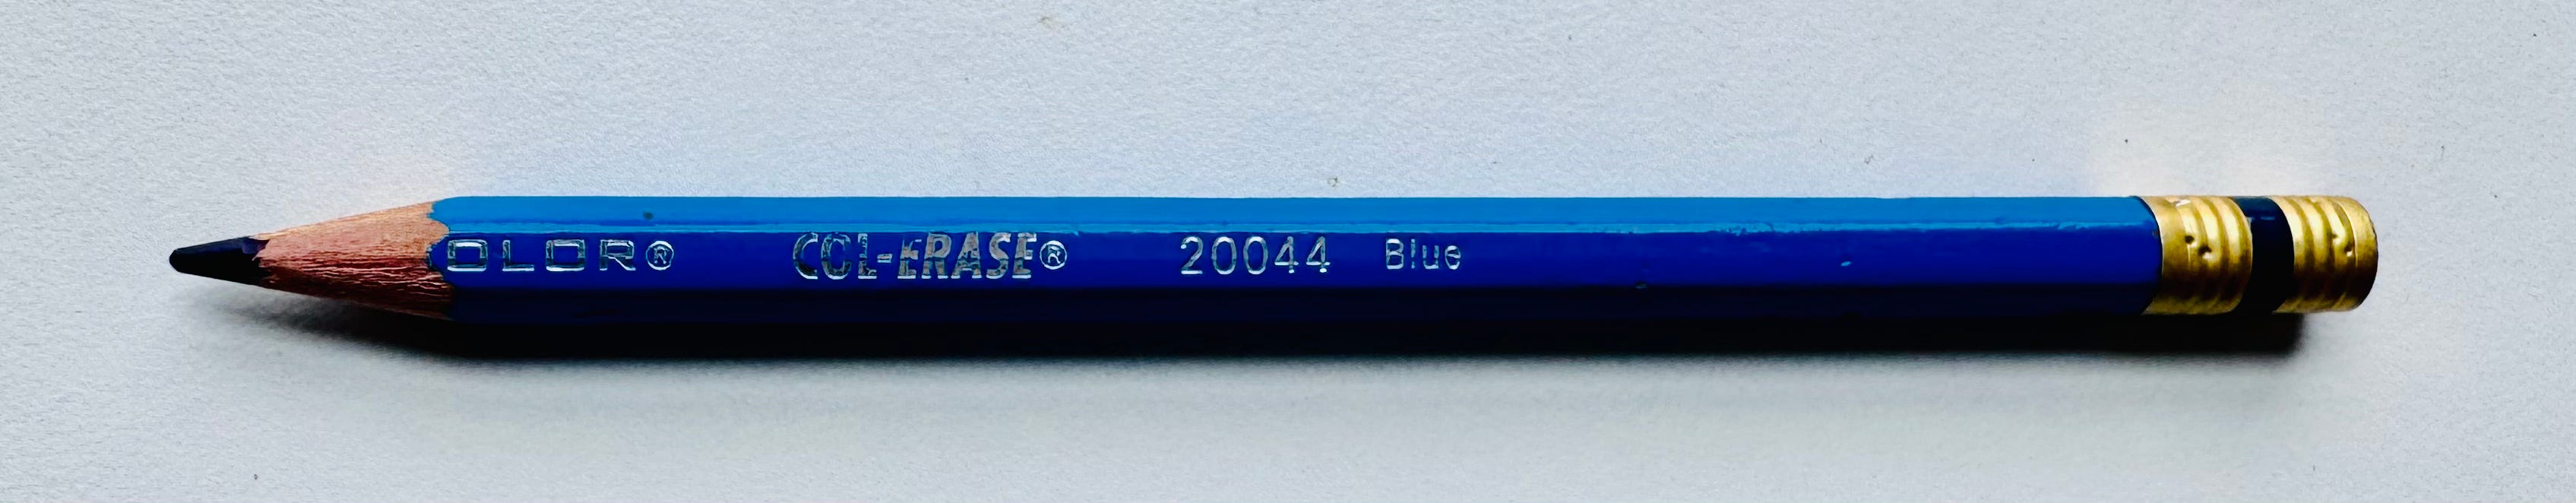 OLOR® COL-ERASE® 20044 Blue